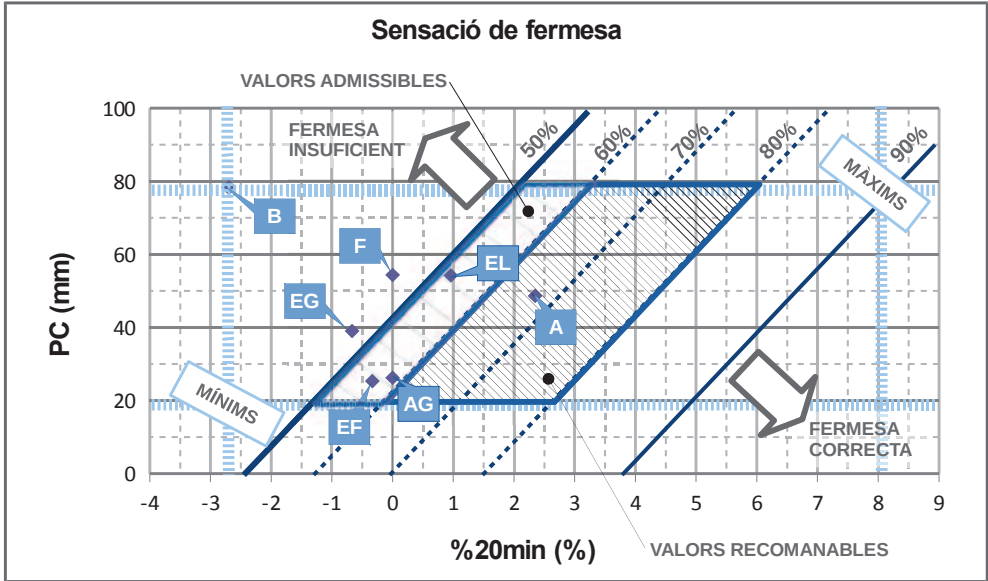 Sensació de fermesa
VALORS ADMISSIBLES
FERMESA
INSUFICIENT
50%
60%
70%
80%
90%
MÀXIMS
B
F
EL
EG
A
AG
EF
MÍNIMS
FERMESA
CORRECTA
PC (mm)
100
80
60
40
20
0
-4 -3 -2 -1 0 1 2 3 4 5 6 7 8 9
%20min (%)
VALORS RECOMANABLES